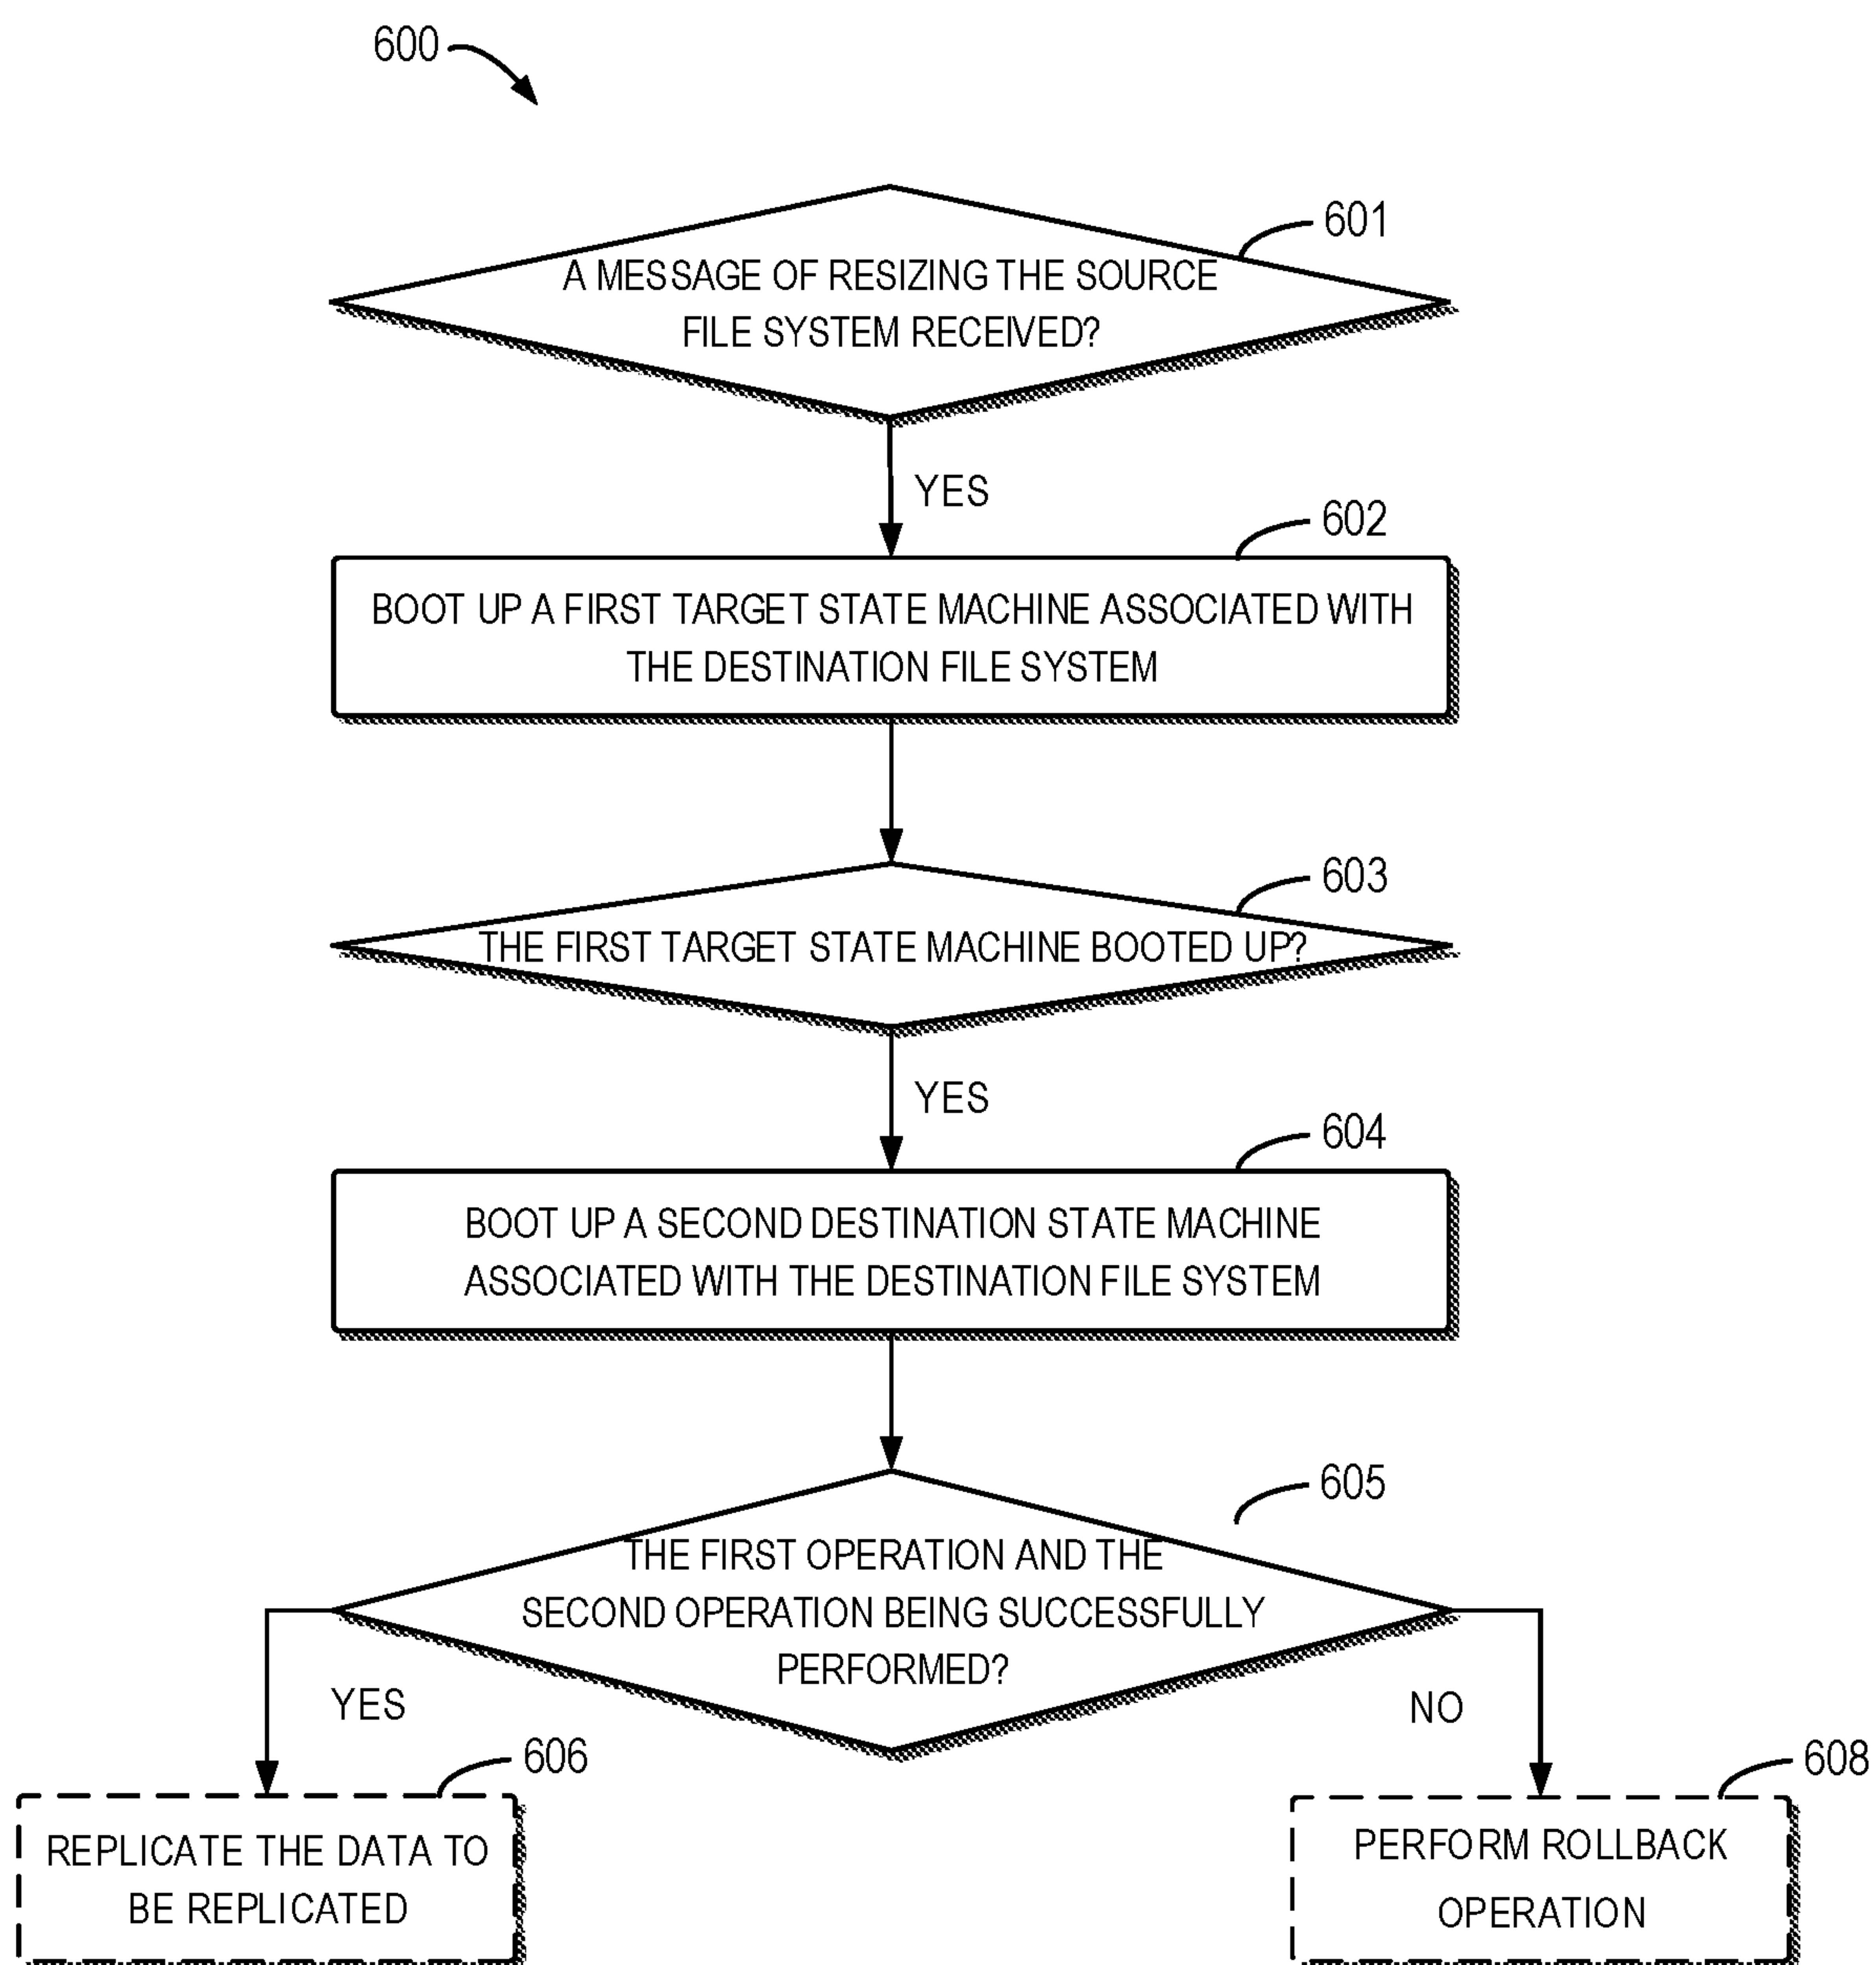 600
601
A MESSAGE OF RESIZING THE SOURCE
FILE SYSTEM RECEIVED?
YES
602
BOOT UP A FIRST TARGET STATE MACHINE ASSOCIATED WITH
THE DESTINATION FILE SYSTEM
603
THE FIRST TARGET STATE MACHINE BOOTED UP?
YES
604
BOOT UP A SECOND DESTINATION STATE MACHINE
ASSOCIATED WITH THE DESTINATION FILE SYSTEM
605
THE FIRST OPERATION AND THE
SECOND OPERATION BEING SUCCESSFULLY
PERFORMED?
YES
NO
606
REPLICATE THE DATA TO
BE REPLICATED
608
PERFORM ROLLBACK
OPERATION